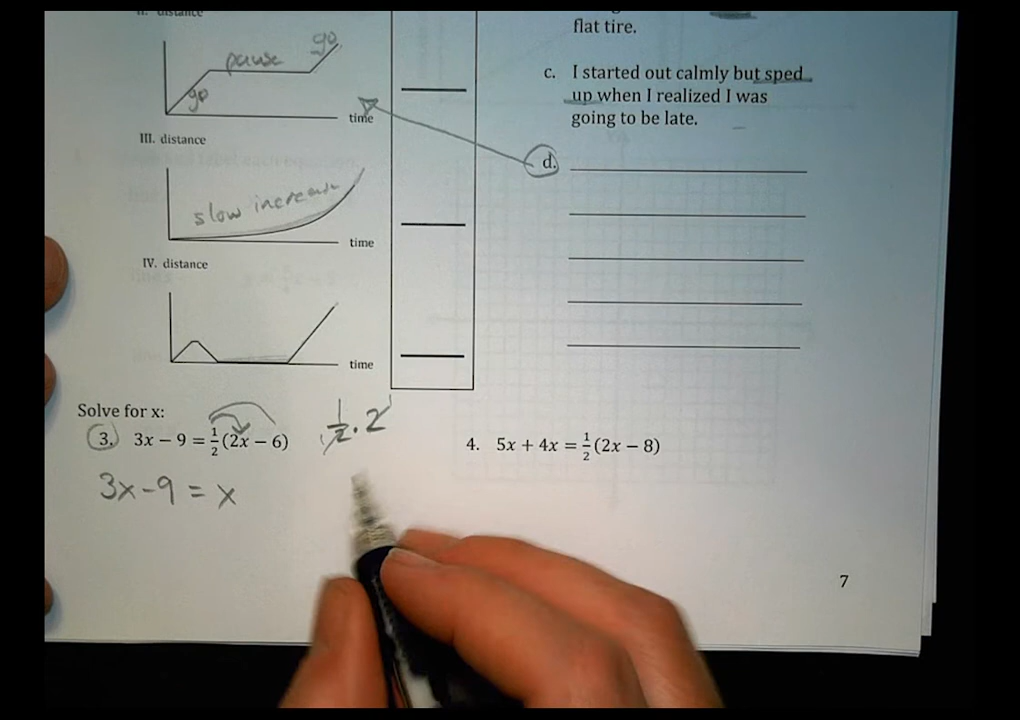 II. distance
go
pause
go
time
III. distance
slow increase
time
IV. distance
time
flat tire.
c. I started out calmly but sped
up when I realized I was
going to be late.
d.
Solve for x:
3. 3x − 9 = 1/2 (2x − 6)
1/2 · 2
3x - 9 = x
4. 5x + 4x = 1/2 (2x − 8)
7